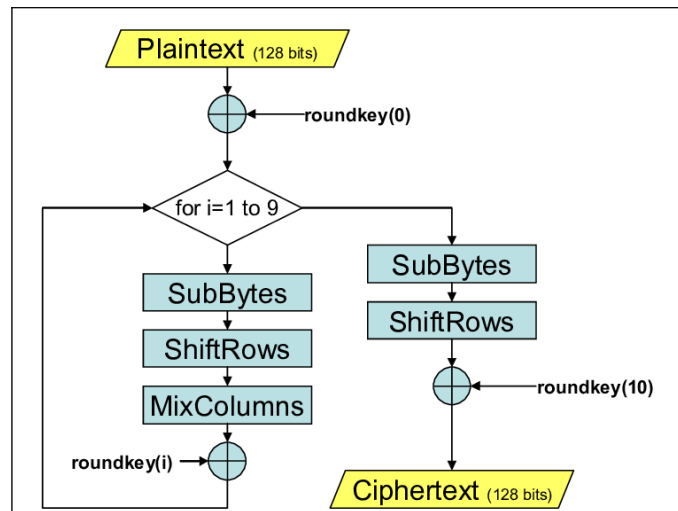 Plaintext (128 bits)
roundkey(0)
for i=1 to 9
SubBytes
ShiftRows
MixColumns
roundkey(i)
SubBytes
ShiftRows
roundkey(10)
Ciphertext (128 bits)